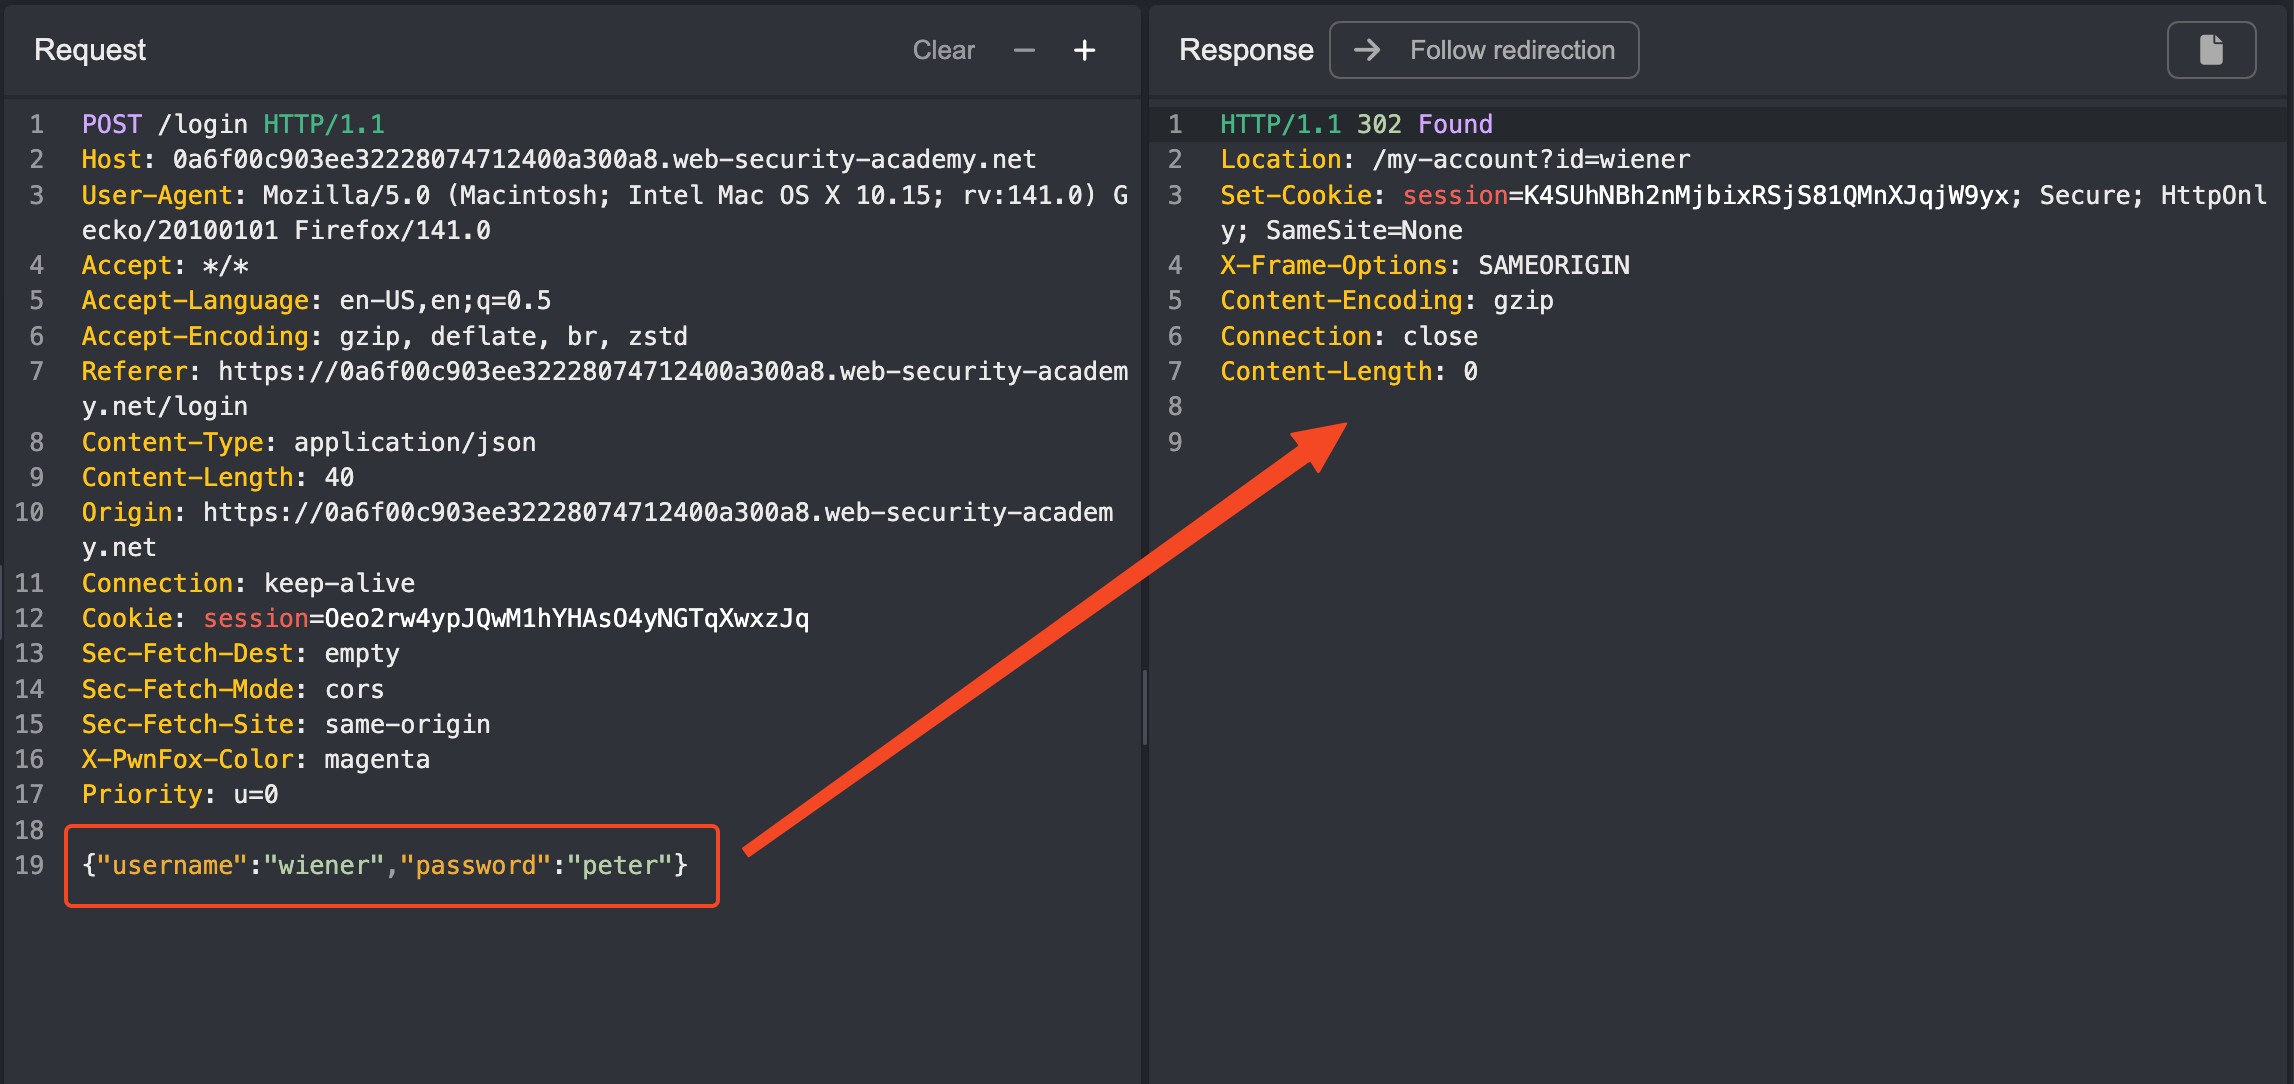 Request
Clear
Response
Follow redirection
1 POST /login HTTP/1.1
2 Host: 0a6f00c903ee32228074712400a300a8.web-security-academy.net
3 User-Agent: Mozilla/5.0 (Macintosh; Intel Mac OS X 10.15; rv:141.0) G
ecko/20100101 Firefox/141.0
4 Accept: */*
5 Accept-Language: en-US,en;q=0.5
6 Accept-Encoding: gzip, deflate, br, zstd
7 Referer: https://0a6f00c903ee32228074712400a300a8.web-security-academ
y.net/login
8 Content-Type: application/json
9 Content-Length: 40
10 Origin: https://0a6f00c903ee32228074712400a300a8.web-security-academ
y.net
11 Connection: keep-alive
12 Cookie: session=Oeo2rw4ypJQwM1hYHAsO4yNGTqXwxzJq
13 Sec-Fetch-Dest: empty
14 Sec-Fetch-Mode: cors
15 Sec-Fetch-Site: same-origin
16 X-PwnFox-Color: magenta
17 Priority: u=0
18
19 {"username":"wiener","password":"peter"}
1 HTTP/1.1 302 Found
2 Location: /my-account?id=wiener
3 Set-Cookie: session=K4SUhNBh2nMjbixRSjS81QMnXJqjW9yx; Secure; HttpOnl
y; SameSite=None
4 X-Frame-Options: SAMEORIGIN
5 Content-Encoding: gzip
6 Connection: close
7 Content-Length: 0
8
9